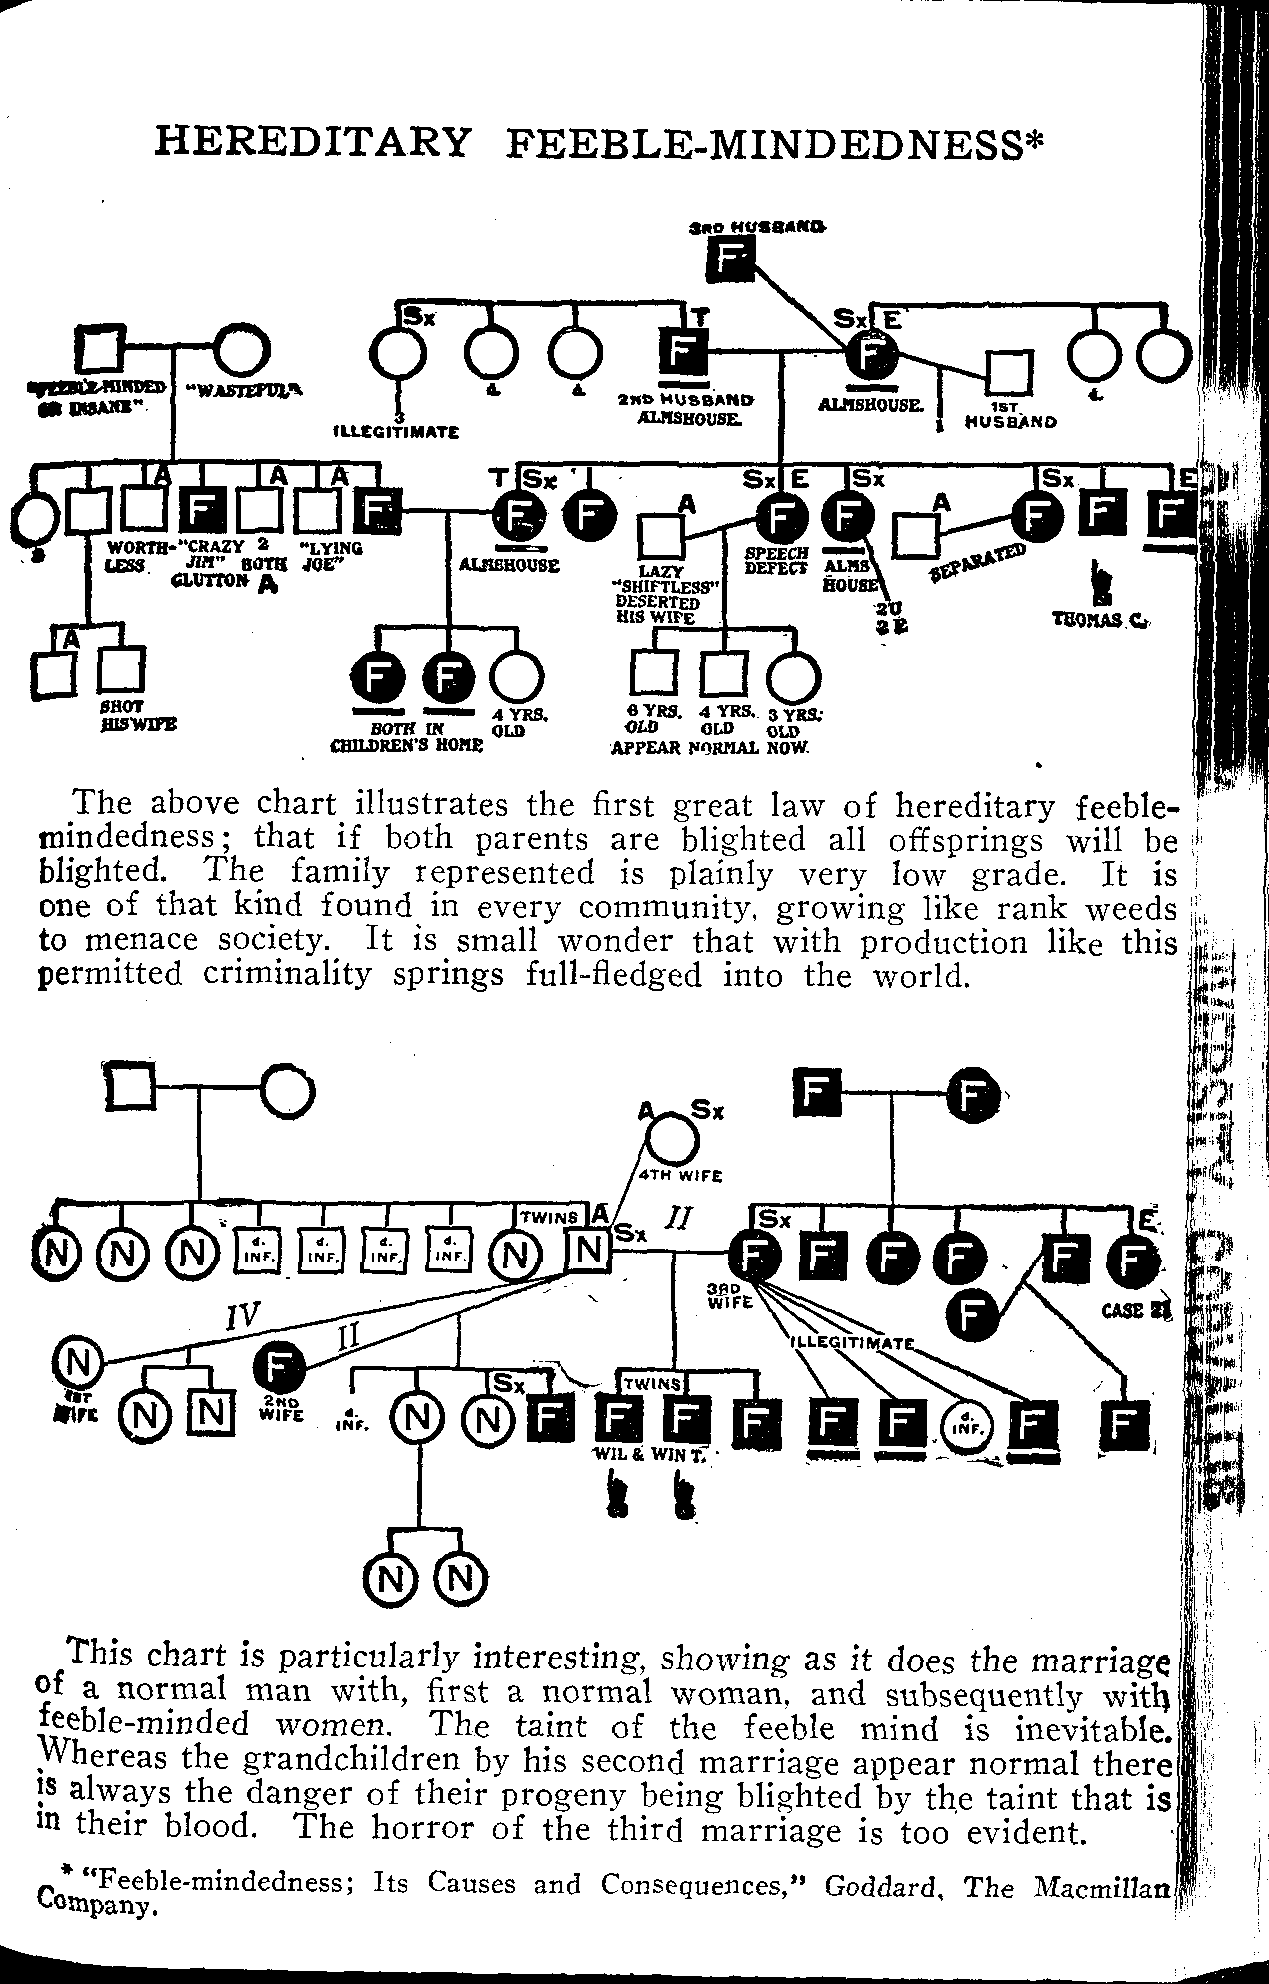 HEREDITARY FEEBLE-MINDEDNESS*
3RD HUSBAND
F
Sx T Sx E
F F
"FEEBLE-MINDED "WASTEFUL"
OR INSANE".
2ND HUSBAND ALMSHOUSE. 1ST
ALMSHOUSE. HUSBAND
3
ILLEGITIMATE
A A A T Sx A Sx E Sx A Sx E
F F F F F F F F F
WORTH- "CRAZY 2 "LYING
LESS. JIM" BOTH JOE"
GLUTTON A
ALMSHOUSE
LAZY
"SHIFTLESS"
DESERTED
HIS WIFE
SPEECH
DEFECT
ALMS
HOUSE
SEPARATED
THOMAS C.
A
SHOT
HIS WIFE
F F
BOTH IN
CHILDREN'S HOME
4 YRS.
OLD
6 YRS. 4 YRS. 3 YRS.
OLD OLD OLD
APPEAR NORMAL NOW.
The above chart illustrates the first great law of hereditary feeble-
mindedness; that if both parents are blighted all offsprings will be
blighted. The family represented is plainly very low grade. It is
one of that kind found in every community, growing like rank weeds
to menace society. It is small wonder that with production like this
permitted criminality springs full-fledged into the world.
F F
A Sx
4TH WIFE
TWINS A Sx II Sx E
N N N d. INF. d. INF. d. INF. d. INF. N N F F F F F F
3RD
WIFE
F
CASE 21
IV II
ILLEGITIMATE
N
1ST
WIFE
N N
F
2ND
WIFE
d.
INF.
Sx
N N F
TWINS
F F F F F d. INF. F F
WIL & WIN T.
N N
This chart is particularly interesting, showing as it does the marriage
of a normal man with, first a normal woman, and subsequently with
feeble-minded women. The taint of the feeble mind is inevitable.
Whereas the grandchildren by his second marriage appear normal there
is always the danger of their progeny being blighted by the taint that is
in their blood. The horror of the third marriage is too evident.
* "Feeble-mindedness; Its Causes and Consequences," Goddard, The Macmillan
Company.